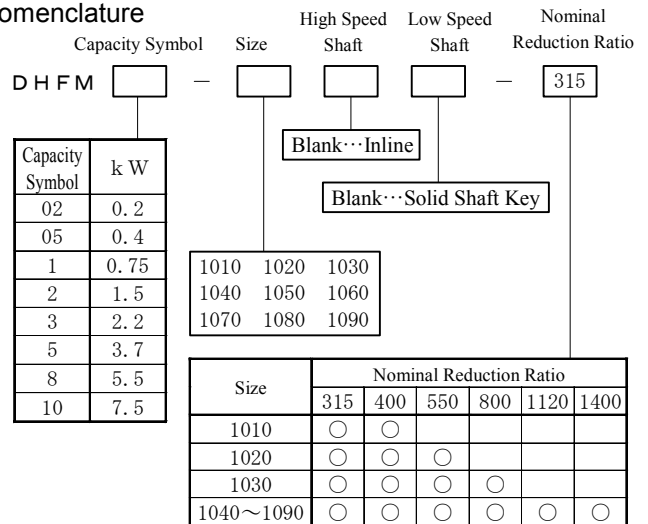 omenclature
Capacity Symbol Size High Speed Shaft Low Speed Shaft Nominal Reduction Ratio
DHFM – – 315
Blank⋯Inline
Blank⋯Solid Shaft Key
Capacity Symbol kW
02 0.2
05 0.4
1 0.75
2 1.5
3 2.2
5 3.7
8 5.5
10 7.5
1010 1020 1030
1040 1050 1060
1070 1080 1090
Size Nominal Reduction Ratio
315 400 550 800 1120 1400
1010 ○ ○
1020 ○ ○ ○
1030 ○ ○ ○ ○
1040～1090 ○ ○ ○ ○ ○ ○